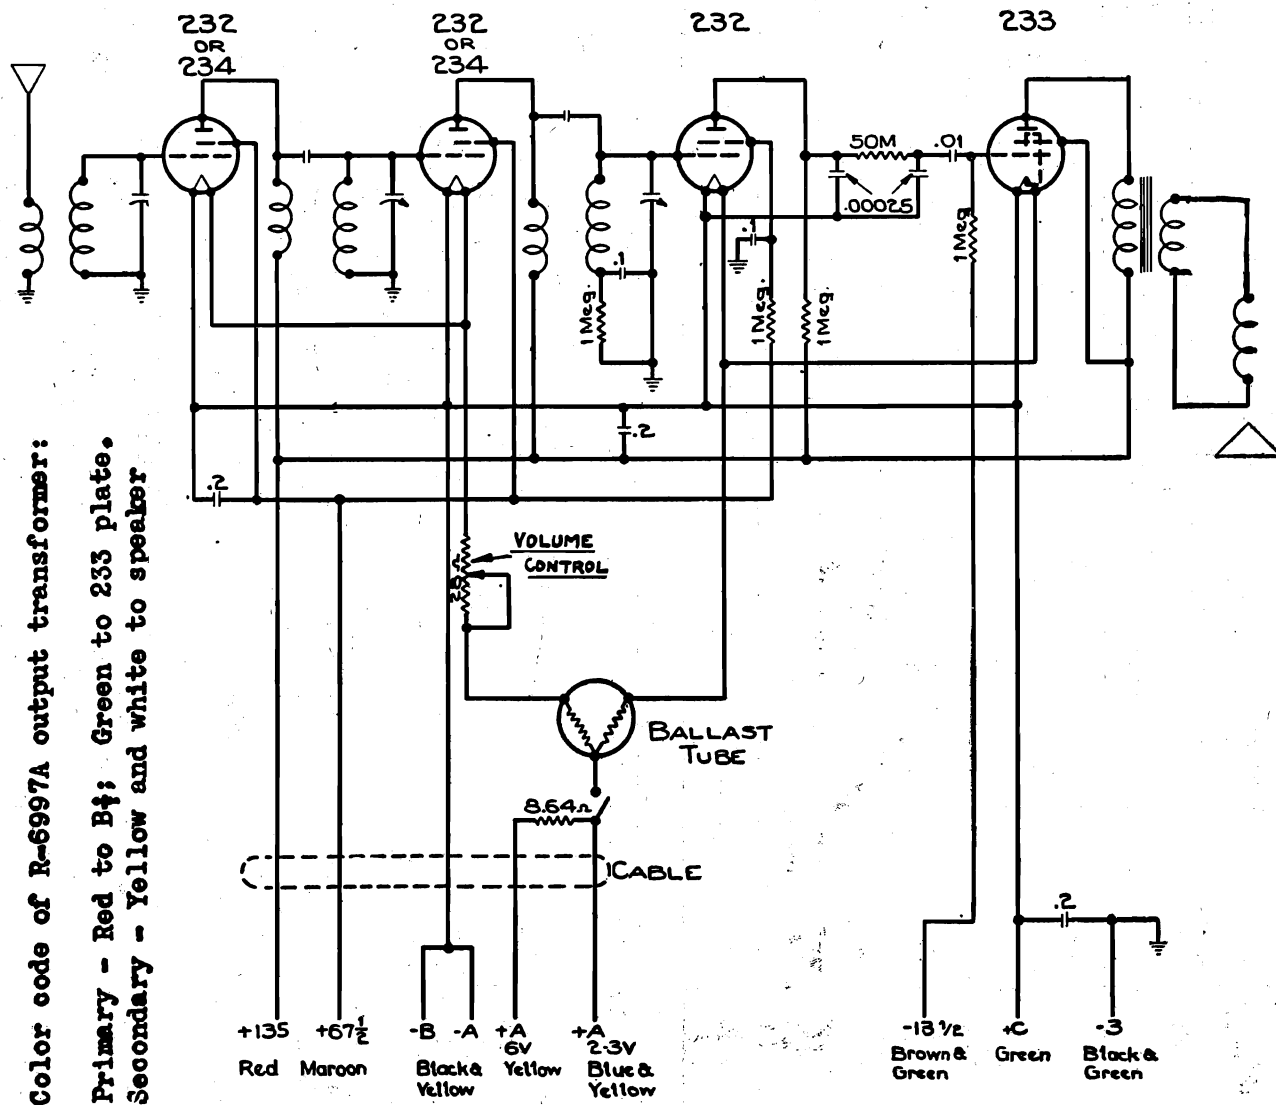 232
OR
234
232
OR
234
232
233
50M
.01
.00025
.1
.1
1 Meg.
1 Meg.
1 Meg.
1 Meg.
.2
.2
VOLUME
CONTROL
BALLAST
TUBE
8.64Ω
CABLE
.2
+135
Red
+67½
Maroon
-B -A
Black &
Yellow
+A
6V
Yellow
+A
2-3V
Blue &
Yellow
-13 1/2
Brown &
Green
+C
Green
-3
Black &
Green
Color code of R-6997A output transformer:
Primary - Red to B+; Green to 233 plate.
Secondary - Yellow and white to speaker